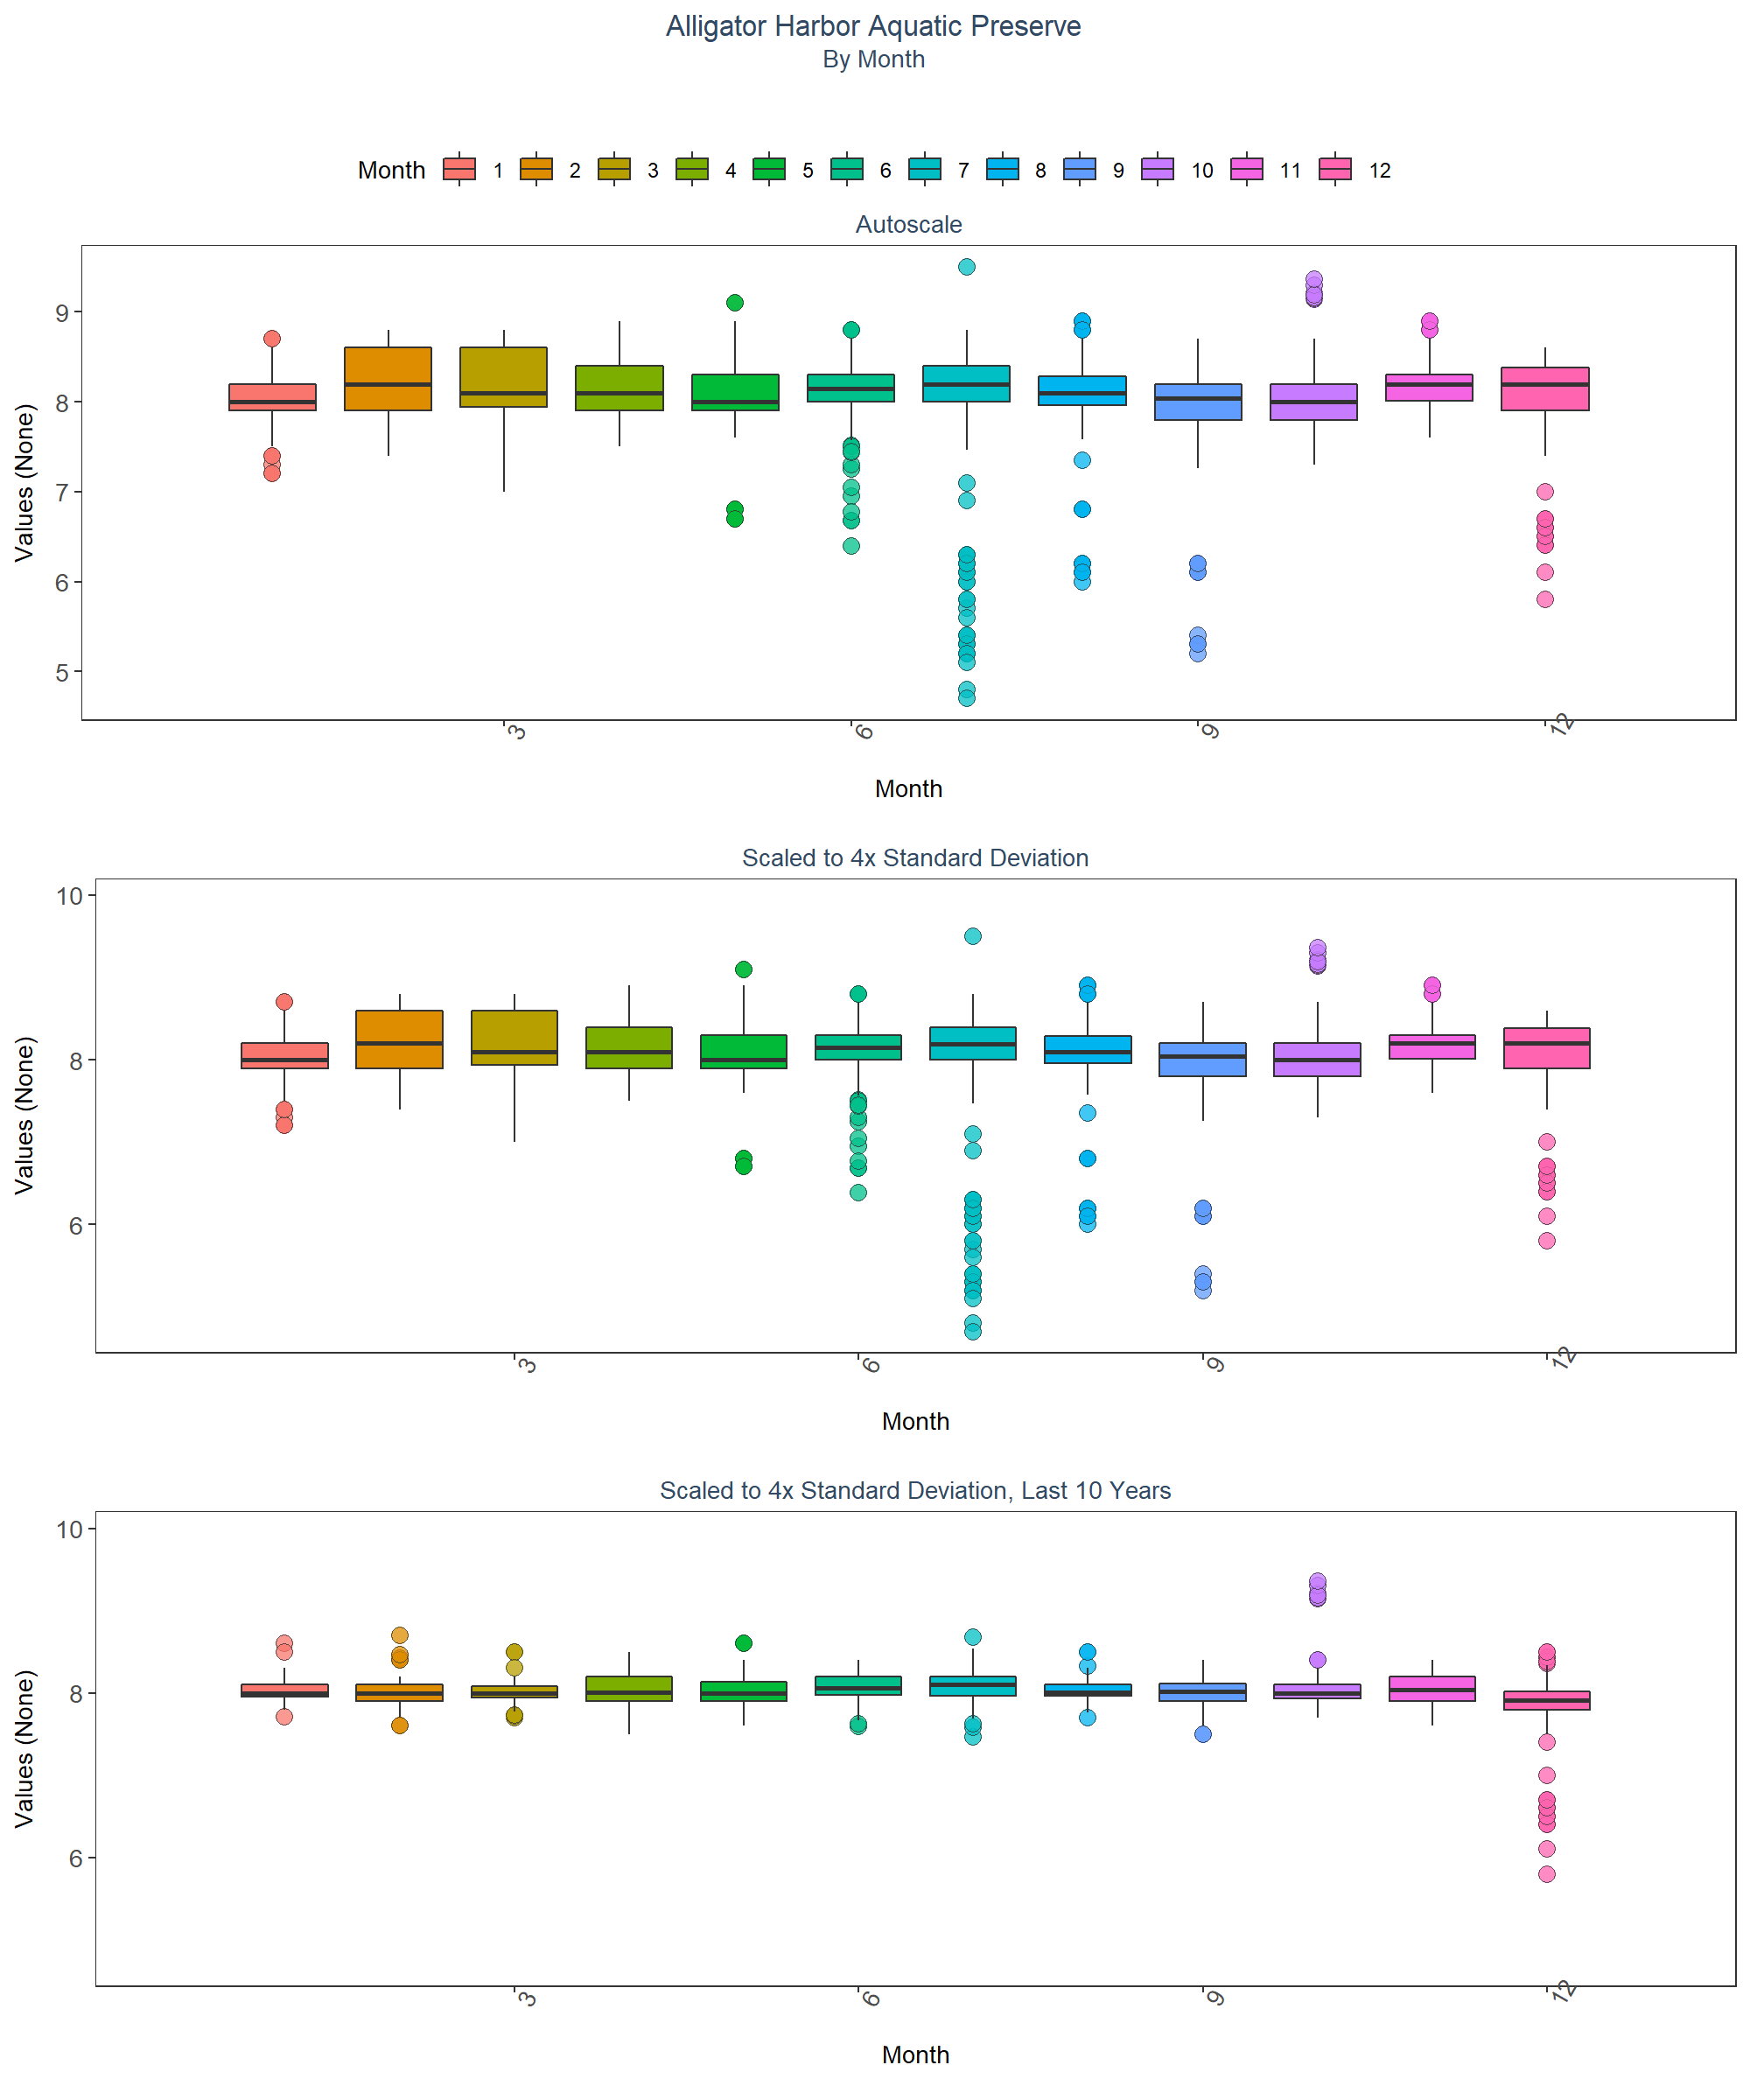 Alligator Harbor Aquatic Preserve
By Month
Month 1 2 3 4 5 6 7 8 9 10 11 12
Autoscale
Values (None)
9
8
7
6
5
3 6 9 12
Month
Scaled to 4x Standard Deviation
Values (None)
10
8
6
3 6 9 12
Month
Scaled to 4x Standard Deviation, Last 10 Years
Values (None)
10
8
6
3 6 9 12
Month